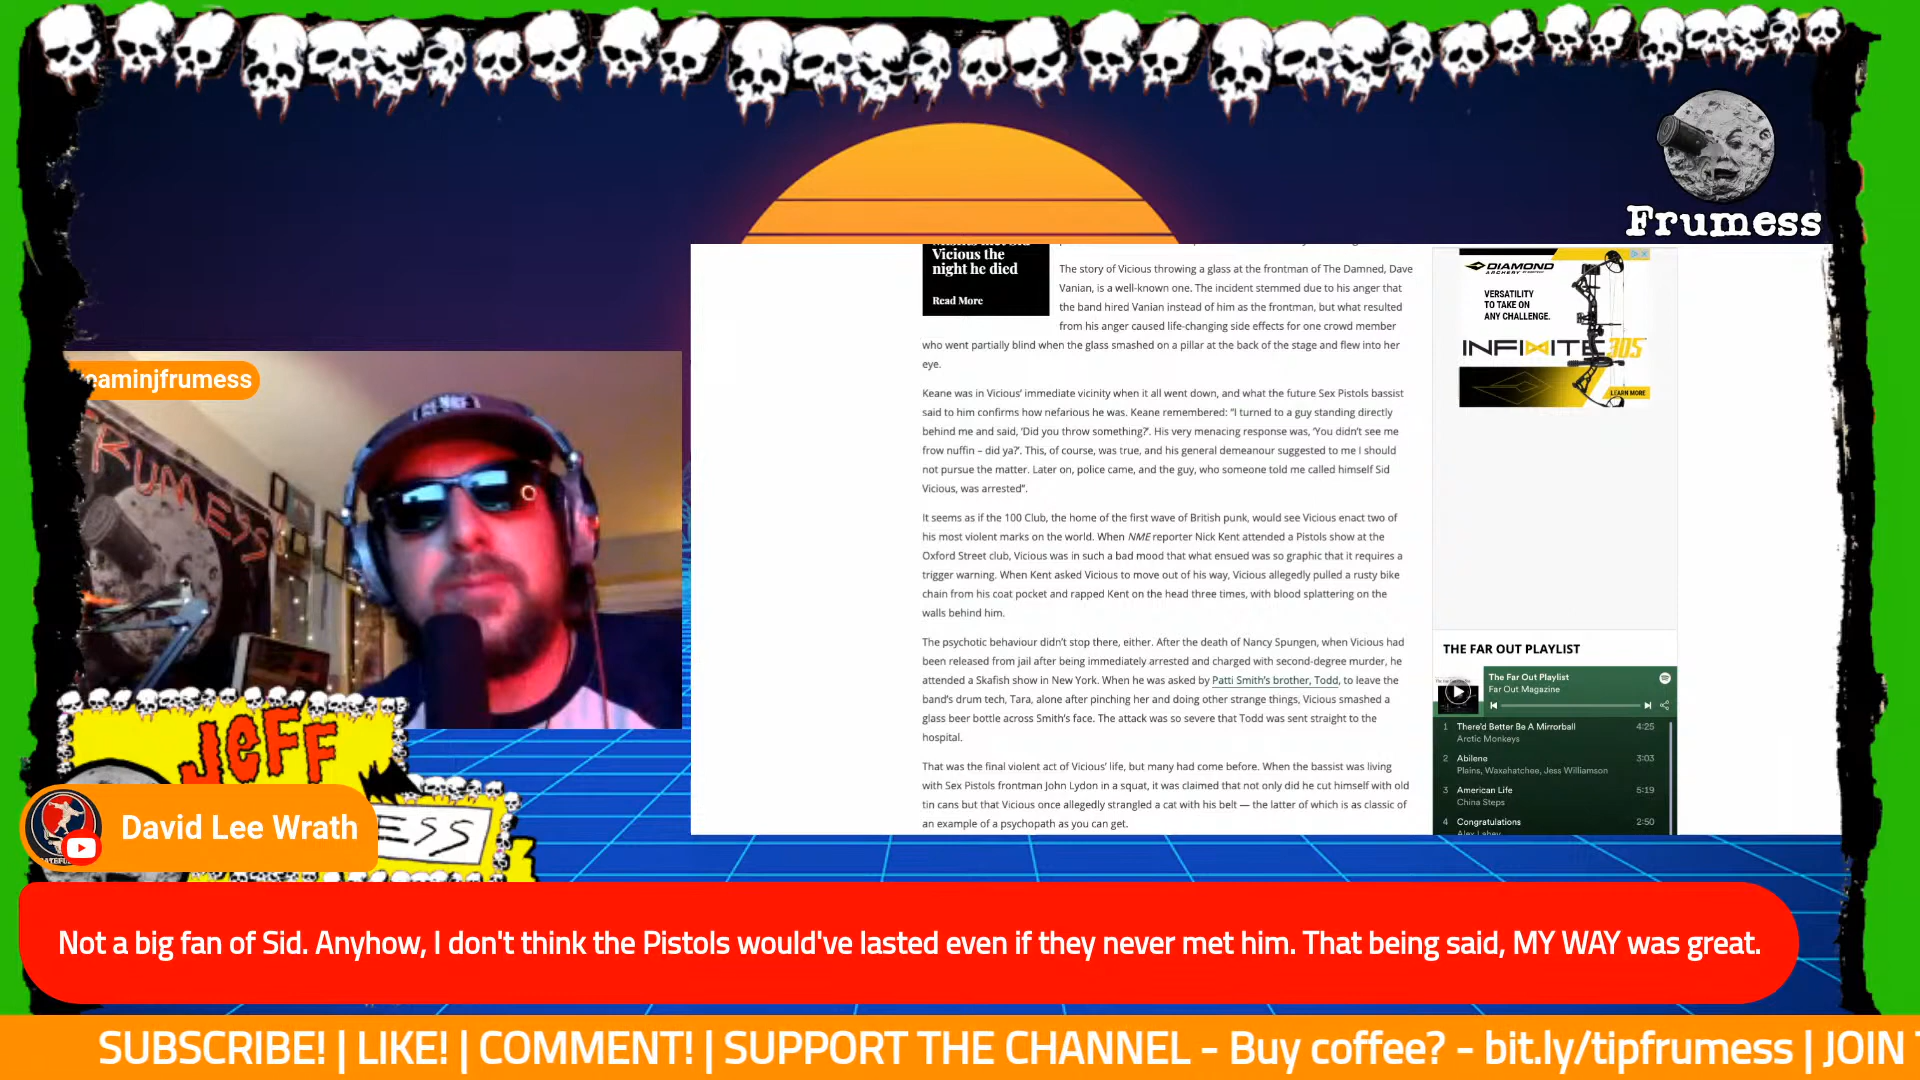 Frumess
Vicious the
night he died
Read More
The story of Vicious throwing a glass at the frontman of The Damned, Dave
Vanian, is a well-known one. The incident stemmed due to his anger that
the band hired Vanian instead of him as the frontman, but what resulted
from his anger caused life-changing side effects for one crowd member
who went partially blind when the glass smashed on a pillar at the back of the stage and flew into her
eye.
Keane was in Vicious' immediate vicinity when it all went down, and what the future Sex Pistols bassist
said to him confirms how nefarious he was. Keane remembered: "I turned to a guy standing directly
behind me and said, 'Did you throw something?'. His very menacing response was, 'You didn't see me
frow nuffin – did ya?'. This, of course, was true, and his general demeanour suggested to me I should
not pursue the matter. Later on, police came, and the guy, who someone told me called himself Sid
Vicious, was arrested".
It seems as if the 100 Club, the home of the first wave of British punk, would see Vicious enact two of
his most violent marks on the world. When NME reporter Nick Kent attended a Pistols show at the
Oxford Street club, Vicious was in such a bad mood that what ensued was so graphic that it requires a
trigger warning. When Kent asked Vicious to move out of his way, Vicious allegedly pulled a rusty bike
chain from his coat pocket and rapped Kent on the head three times, with blood splattering on the
walls behind him.
The psychotic behaviour didn't stop there, either. After the death of Nancy Spungen, when Vicious had
been released from jail after being immediately arrested and charged with second-degree murder, he
attended a Skafish show in New York. When he was asked by Patti Smith's brother, Todd, to leave the
band's drum tech, Tara, alone after pinching her and doing other strange things, Vicious smashed a
glass beer bottle across Smith's face. The attack was so severe that Todd was sent straight to the
hospital.
That was the final violent act of Vicious' life, but many had come before. When the bassist was living
with Sex Pistols frontman John Lydon in a squat, it was claimed that not only did he cut himself with old
tin cans but that Vicious once allegedly strangled a cat with his belt — the latter of which is as classic of
an example of a psychopath as you can get.
DIAMOND
ARCHERY
VERSATILITY
TO TAKE ON
ANY CHALLENGE.
INFINITE 305
LEARN MORE
THE FAR OUT PLAYLIST
The Far Out Playlist
Far Out Magazine
1 There'd Better Be A Mirrorball 4:25
Arctic Monkeys
2 Abilene 3:03
Plains, Waxahatchee, Jess Williamson
3 American Life 5:19
China Steps
4 Congratulations 2:50
Alex Lahey
eaminjfrumess
RUMESS
JEFF
ESS
David Lee Wrath
Not a big fan of Sid. Anyhow, I don't think the Pistols would've lasted even if they never met him. That being said, MY WAY was great.
SUBSCRIBE! | LIKE! | COMMENT! | SUPPORT THE CHANNEL - Buy coffee? - bit.ly/tipfrumess | JOIN